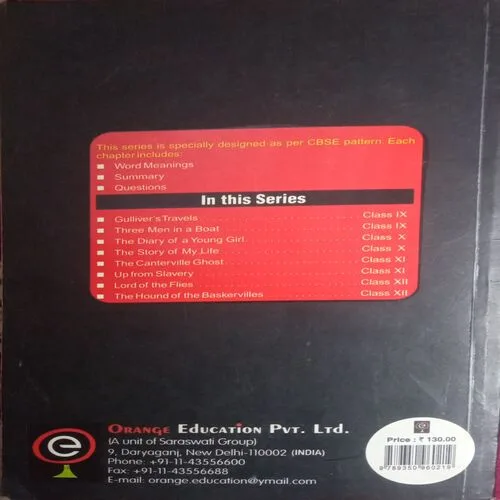 This series is specially designed as per CBSE pattern. Each
chapter includes:
Word Meanings
Summary
Questions
In this Series
Gulliver's Travels ........................ Class IX
Three Men in a Boat ........................ Class IX
The Diary of a Young Girl ........................ Class X
The Story of My Life ........................ Class X
The Canterville Ghost ........................ Class XI
Up from Slavery ........................ Class XI
Lord of the Flies ........................ Class XII
The Hound of the Baskervilles ........................ Class XII
e
ORANGE EDUCATION PVT. LTD.
(A unit of Saraswati Group)
9, Daryaganj, New Delhi-110002 (INDIA)
Phone: +91-11-43556600
Fax: +91-11-43556688
E-mail: orange.education@ymail.com
Price : ₹ 130.00
9789350960219